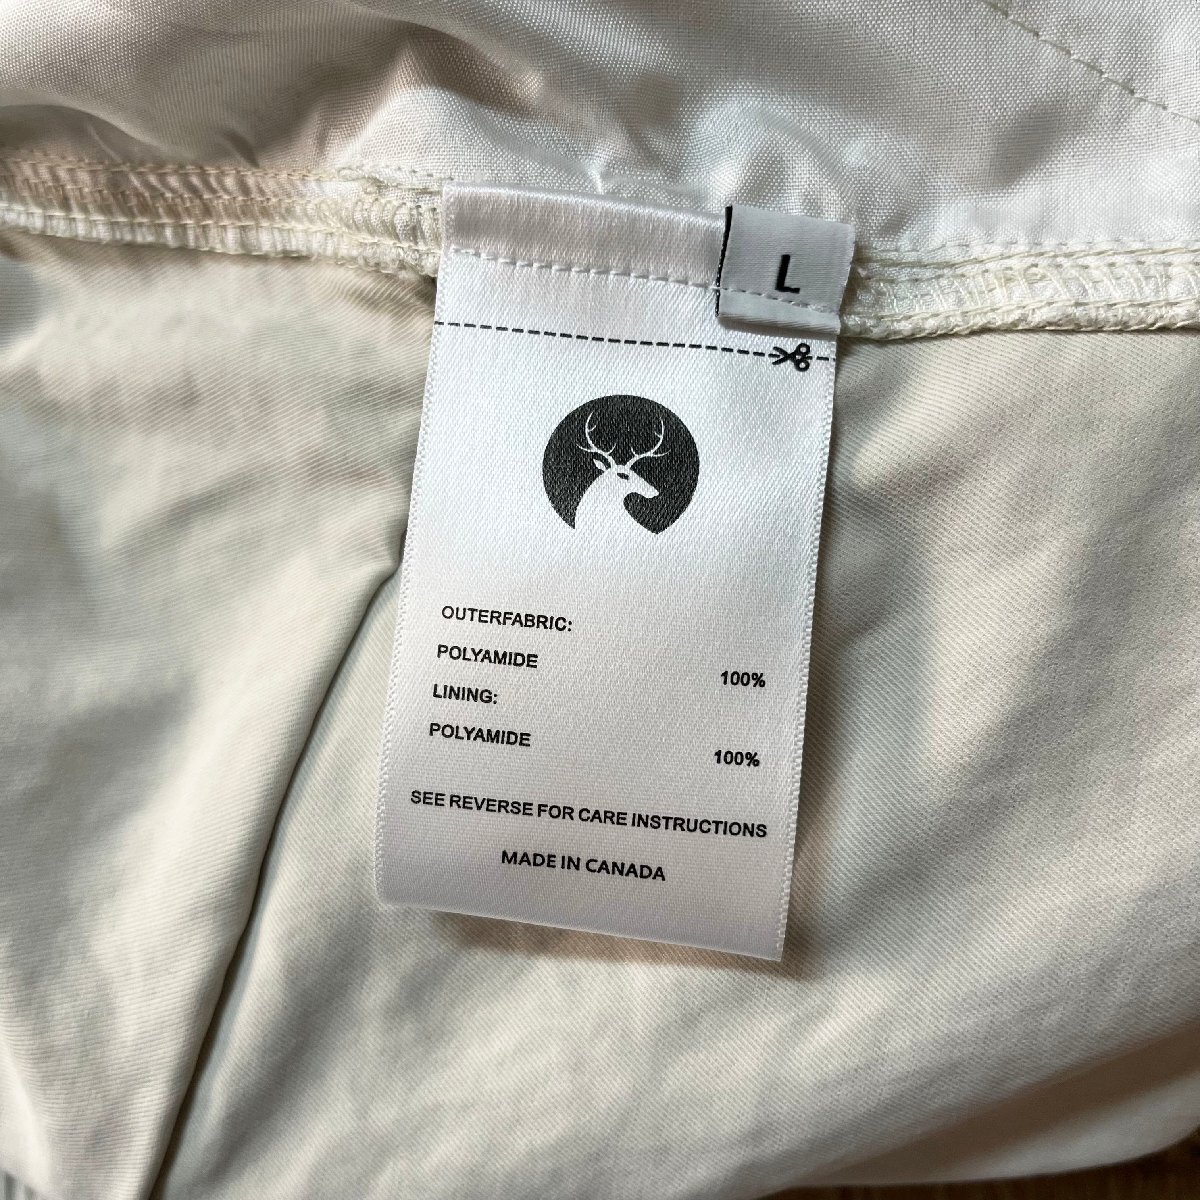 L
OUTERFABRIC:
POLYAMIDE 100%
LINING:
POLYAMIDE 100%
SEE REVERSE FOR CARE INSTRUCTIONS
MADE IN CANADA